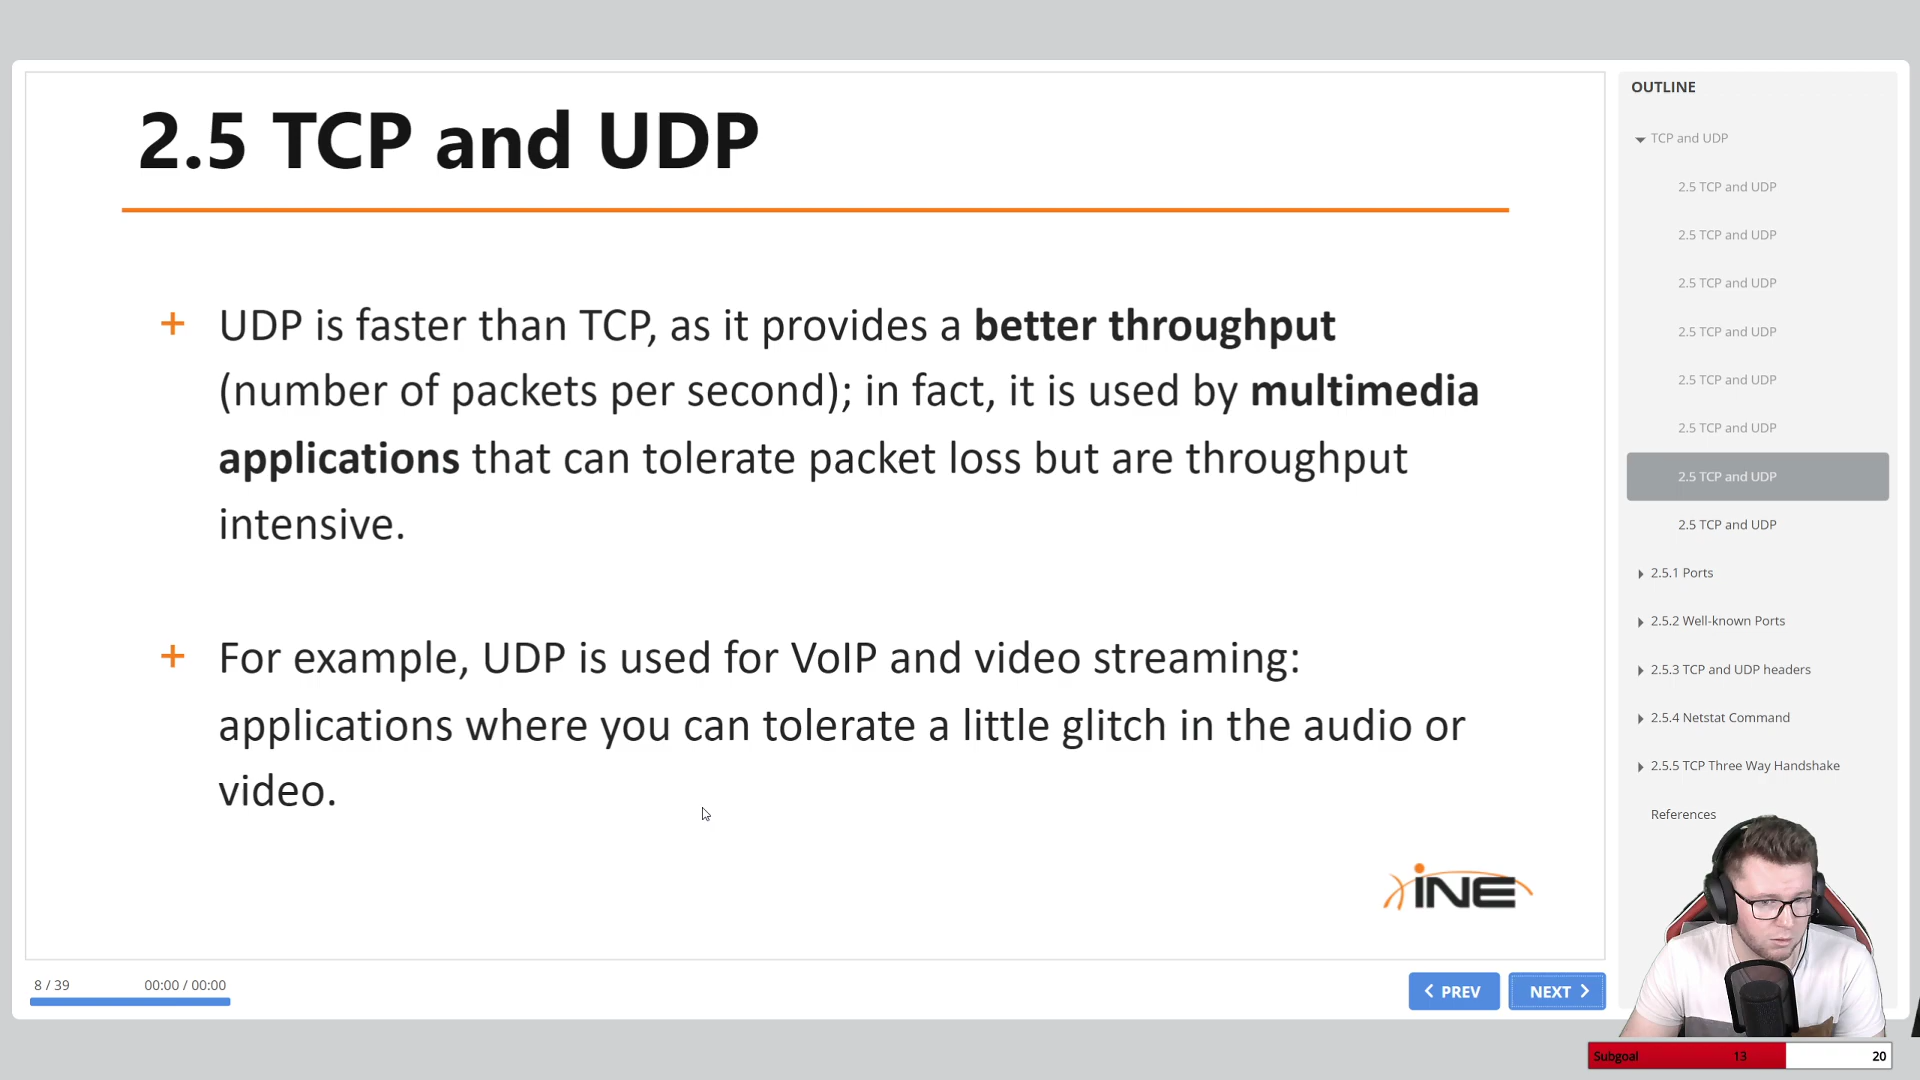 2.5 TCP and UDP
+ UDP is faster than TCP, as it provides a better throughput
(number of packets per second); in fact, it is used by multimedia
applications that can tolerate packet loss but are throughput
intensive.
+ For example, UDP is used for VoIP and video streaming:
applications where you can tolerate a little glitch in the audio or
video.
iNE
8 / 39
00:00 / 00:00
PREV
NEXT
OUTLINE
TCP and UDP
2.5 TCP and UDP
2.5 TCP and UDP
2.5 TCP and UDP
2.5 TCP and UDP
2.5 TCP and UDP
2.5 TCP and UDP
2.5 TCP and UDP
2.5 TCP and UDP
2.5.1 Ports
2.5.2 Well-known Ports
2.5.3 TCP and UDP headers
2.5.4 Netstat Command
2.5.5 TCP Three Way Handshake
References
Subgoal 13 20